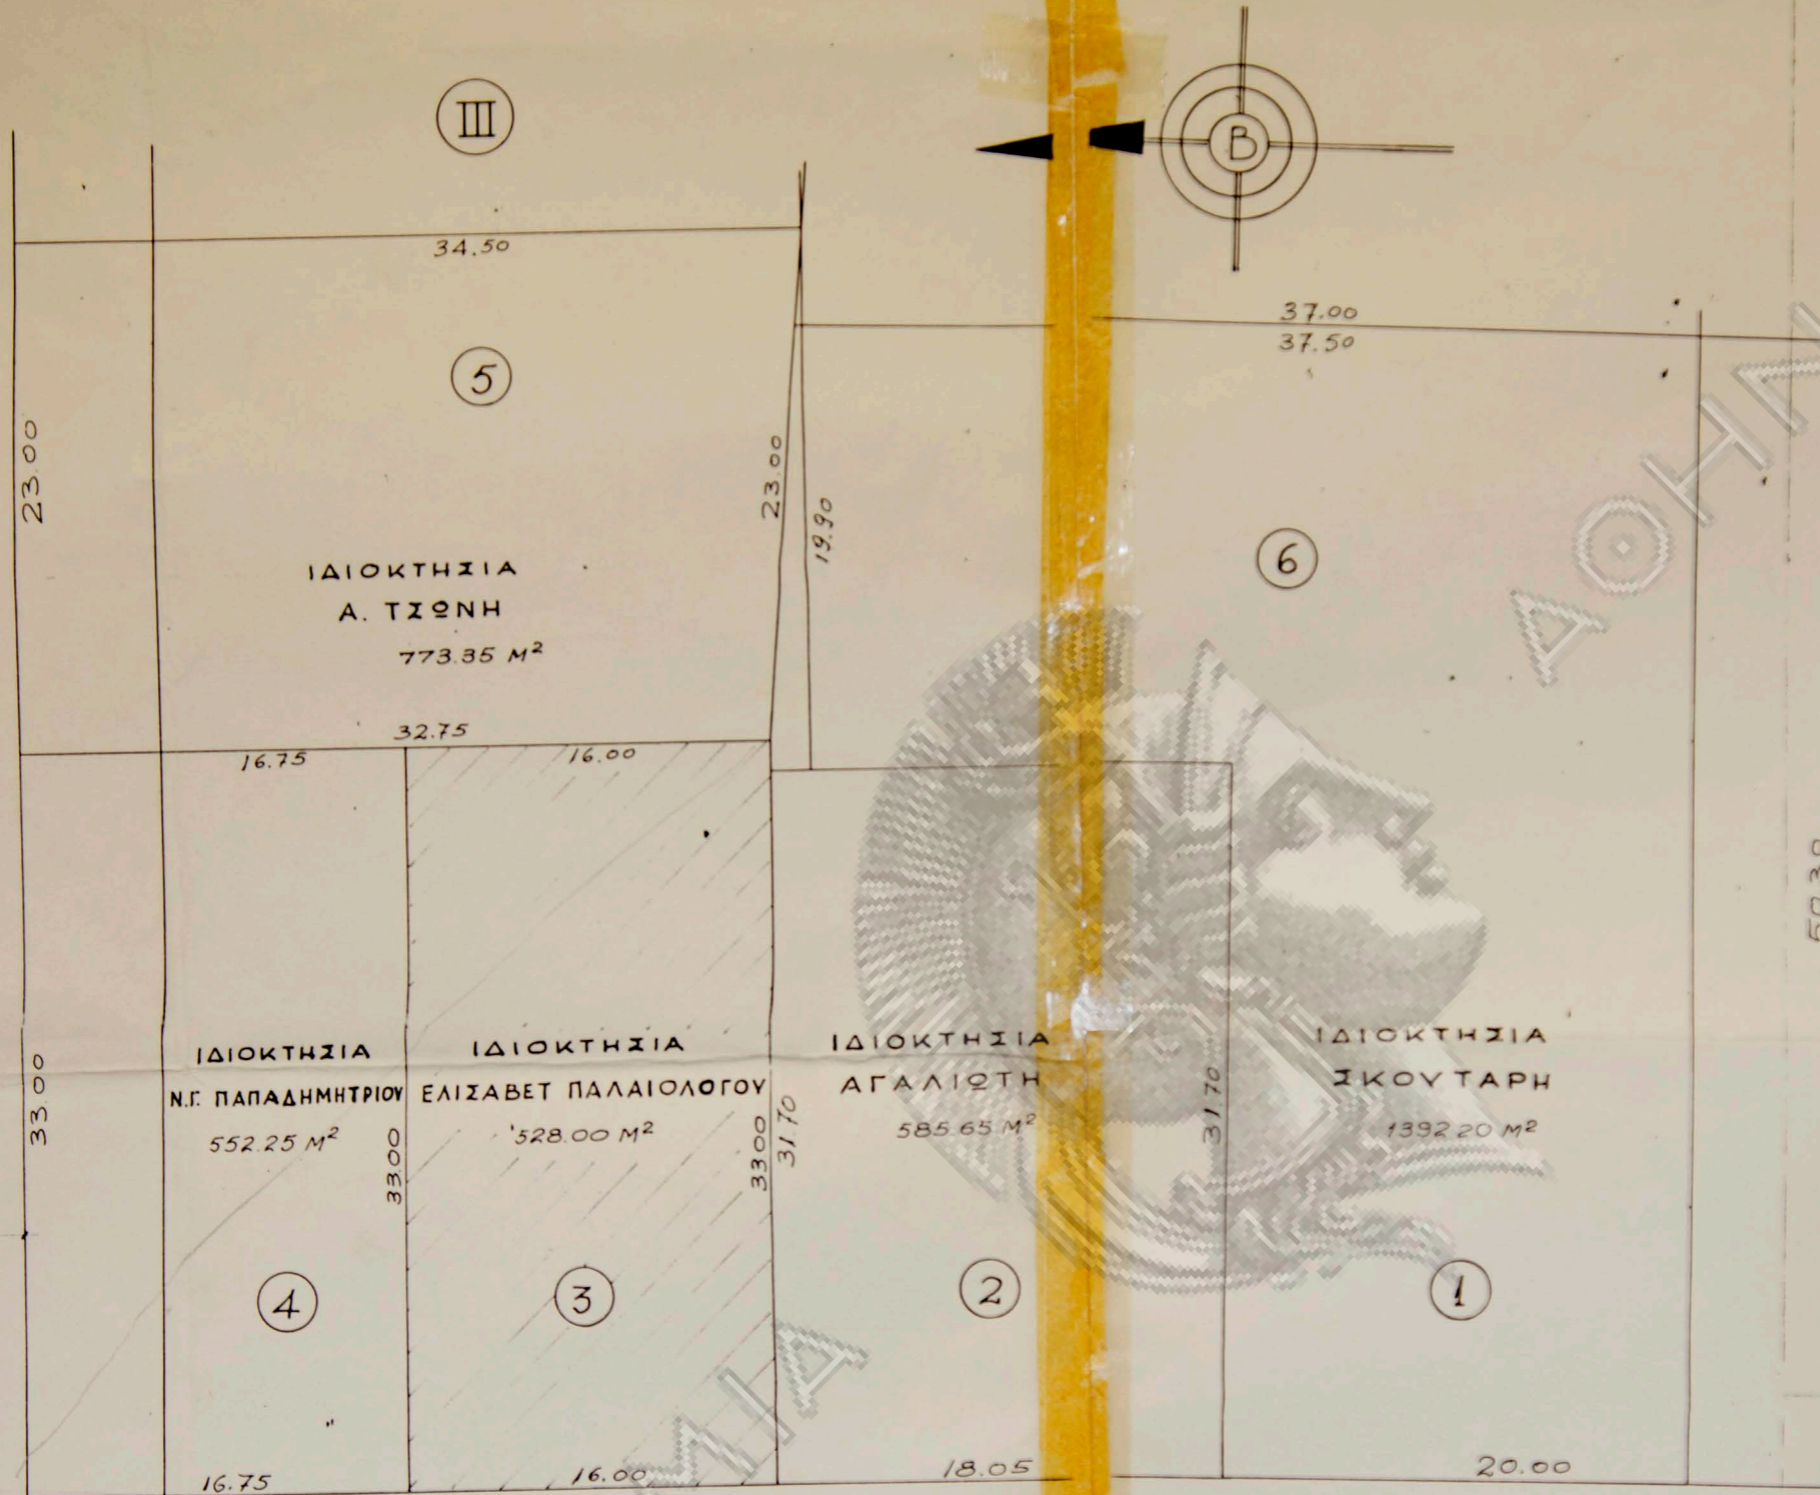 III
B
34.50
37.00
37.50
5
23.00
23.00
19.90
6
ΙΔΙΟΚΤΗΣΙΑ
Α. ΤΣΩΝΗ
773.35 Μ²
32.75
16.75
16.00
50.30
ΙΔΙΟΚΤΗΣΙΑ
Ν.Γ. ΠΑΠΑΔΗΜΗΤΡΙΟΥ
552.25 Μ²
ΙΔΙΟΚΤΗΣΙΑ
ΕΛΙΣΑΒΕΤ ΠΑΛΑΙΟΛΟΓΟΥ
528.00 Μ²
ΙΔΙΟΚΤΗΣΙΑ
ΑΓΑΛΙΩΤΗ
585.65 Μ²
ΙΔΙΟΚΤΗΣΙΑ
ΣΚΟΥΤΑΡΗ
1392.20 Μ²
33.00
33.00
33.00
31.70
31.70
4
3
2
1
16.75
16.00
18.05
20.00